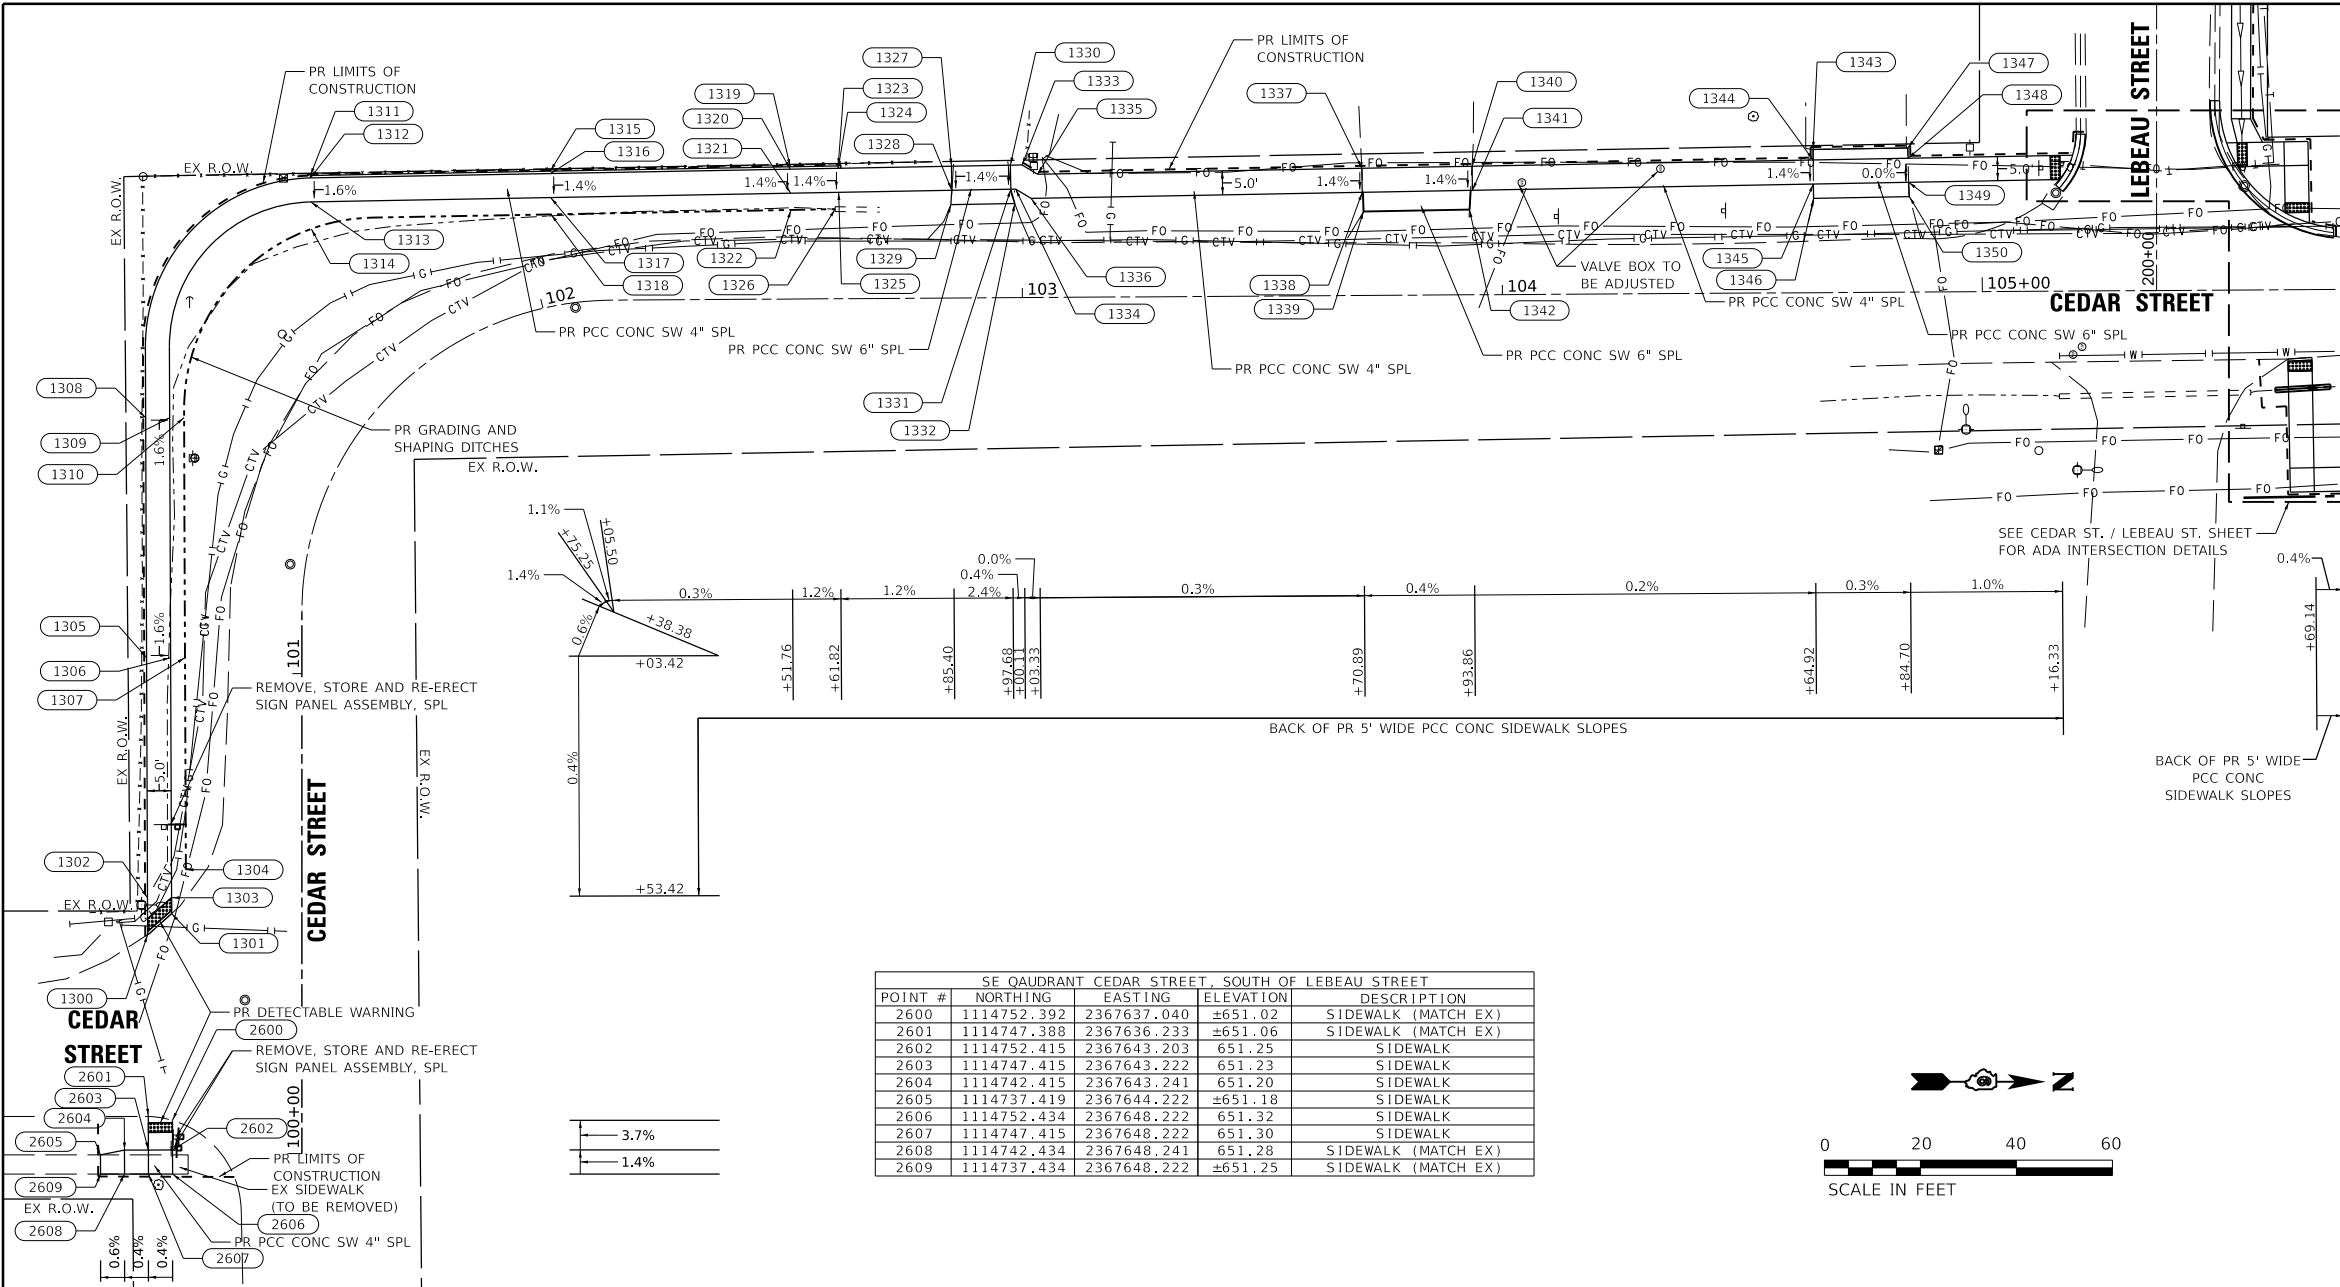 PR LIMITS OF
CONSTRUCTION
1311
1312
1315
1316
1319
1320
1321
1327
1323
1324
1328
1330
1333
1335
PR LIMITS OF
CONSTRUCTION
1337
1340
1341
1343
1344
1347
1348
LEBEAU STREET
200+00
EX R.O.W.
EX R.O.W.
1.6%
1.4%
1.4%
1.4%
1.4%
5.0'
1.4%
1.4%
1.4%
0.0%
5.0'
1313
1314
1317
1318
1322
1326
1329
1325
1336
1334
1338
1339
1342
VALVE BOX TO
BE ADJUSTED
1345
1346
1349
1350
102
103
104
105+00
CEDAR STREET
PR PCC CONC SW 4" SPL
PR PCC CONC SW 6" SPL
PR PCC CONC SW 4" SPL
PR PCC CONC SW 6" SPL
PR PCC CONC SW 4" SPL
PR PCC CONC SW 6" SPL
1331
1332
1308
1309
1310
1.6%
PR GRADING AND
SHAPING DITCHES
EX R.O.W.
1305
1306
1307
1.6%
101
REMOVE, STORE AND RE-ERECT
SIGN PANEL ASSEMBLY, SPL
EX R.O.W.
5.0'
EX R.O.W.
CEDAR STREET
1302
1304
1303
1301
EX R.O.W.
1300
CEDAR
STREET
PR DETECTABLE WARNING
2600
REMOVE, STORE AND RE-ERECT
SIGN PANEL ASSEMBLY, SPL
2601
2603
2604
2605
2602
100+00
PR LIMITS OF
CONSTRUCTION
EX SIDEWALK
(TO BE REMOVED)
2609
EX R.O.W.
2608
2606
PR PCC CONC SW 4" SPL
2607
0.6%
0.4%
0.4%
3.7%
1.4%
1.1%
+05.50
+75.25
1.4%
0.6%
+38.38
+03.42
0.4%
+53.42
0.3%
1.2%
1.2%
2.4%
0.4%
0.0%
0.3%
0.4%
0.2%
0.3%
1.0%
+51.76
+61.82
+85.40
+97.68
+00.11
+03.33
+70.89
+93.86
+64.92
+84.70
+16.33
BACK OF PR 5' WIDE PCC CONC SIDEWALK SLOPES
SEE CEDAR ST. / LEBEAU ST. SHEET
FOR ADA INTERSECTION DETAILS
0.4%
+69.14
BACK OF PR 5' WIDE
PCC CONC
SIDEWALK SLOPES
SE QAUDRANT CEDAR STREET, SOUTH OF LEBEAU STREET
POINT # NORTHING EASTING ELEVATION DESCRIPTION
2600 1114752.392 2367637.040 ±651.02 SIDEWALK (MATCH EX)
2601 1114747.388 2367636.233 ±651.06 SIDEWALK (MATCH EX)
2602 1114752.415 2367643.203 651.25 SIDEWALK
2603 1114747.415 2367643.222 651.23 SIDEWALK
2604 1114742.415 2367643.241 651.20 SIDEWALK
2605 1114737.419 2367644.222 ±651.18 SIDEWALK
2606 1114752.434 2367648.222 651.32 SIDEWALK
2607 1114747.415 2367648.222 651.30 SIDEWALK
2608 1114742.434 2367648.241 651.28 SIDEWALK (MATCH EX)
2609 1114737.434 2367648.222 ±651.25 SIDEWALK (MATCH EX)
N
0 20 40 60
SCALE IN FEET